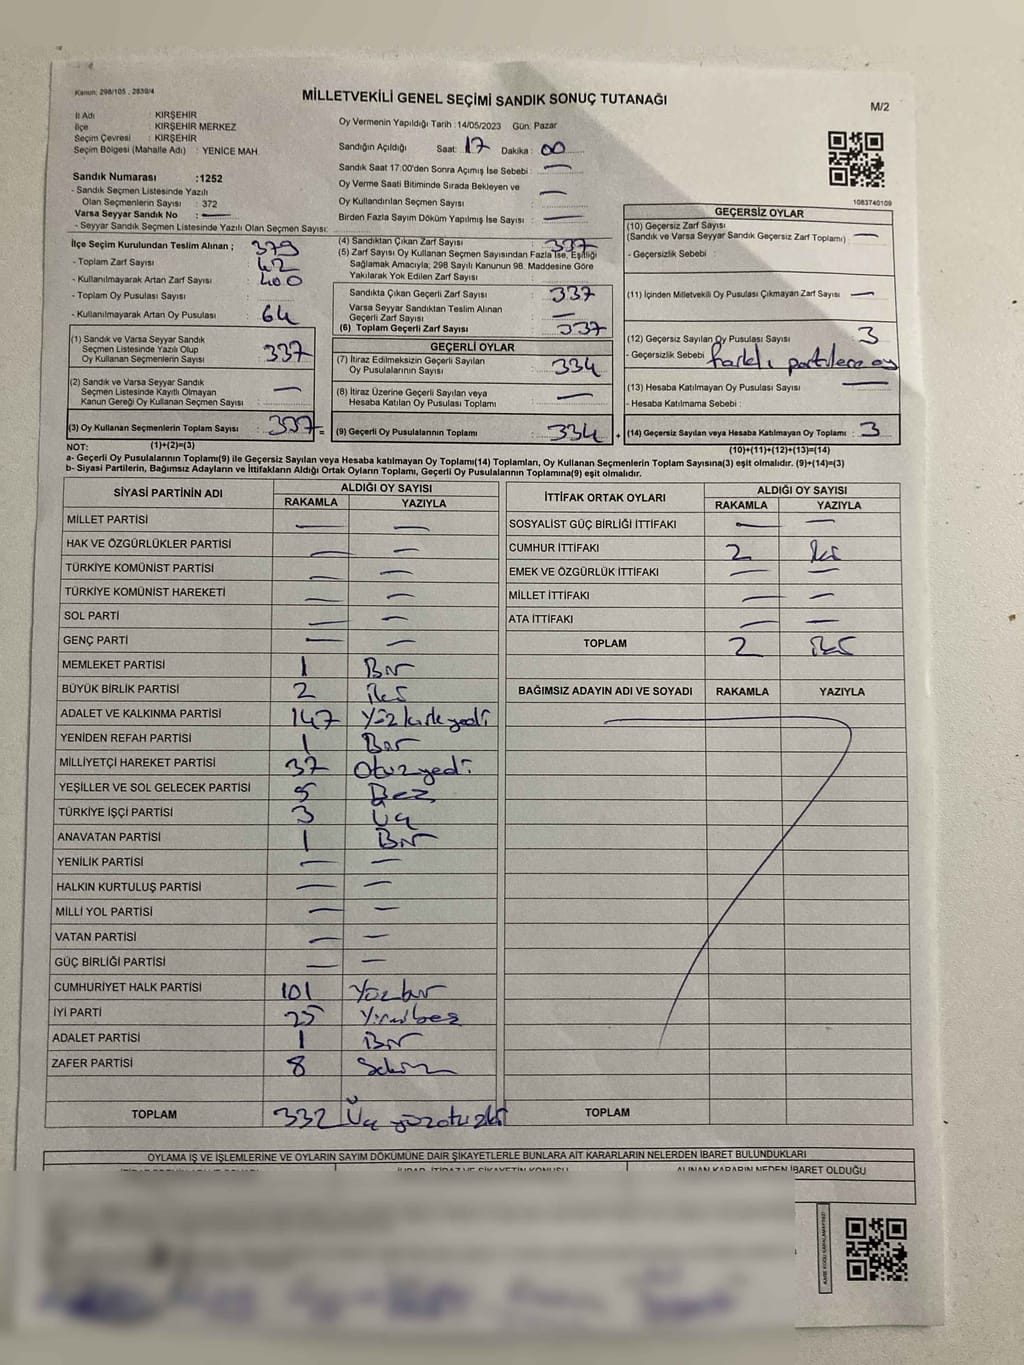 Kanun: 298/105 , 2839/4
MİLLETVEKİLİ GENEL SEÇİMİ SANDIK SONUÇ TUTANAĞI
M/2
İl Adı : KIRŞEHİR
İlçe : KIRŞEHİR MERKEZ
Seçim Çevresi : KIRŞEHİR
Seçim Bölgesi (Mahalle Adı) : YENİCE MAH.
Sandık Numarası :1252
- Sandık Seçmen Listesinde Yazılı
Olan Seçmenlerin Sayısı : 372
Varsa Seyyar Sandık No : —
- Seyyar Sandık Seçmen Listesinde Yazılı Olan Seçmen Sayısı:
Oy Vermenin Yapıldığı Tarih :14/05/2023 Gün: Pazar
Sandığın Açıldığı Saat: 17 Dakika : 00
Sandık Saat 17:00'den Sonra Açımış İse Sebebi : —
Oy Verme Saati Bitiminde Sırada Bekleyen ve
Oy Kullandırılan Seçmen Sayısı : —
Birden Fazla Sayım Döküm Yapılmış İse Sayısı : —
1083740109
İlçe Seçim Kurulundan Teslim Alınan ; 379
- Toplam Zarf Sayısı : 42
- Kullanılmayarak Artan Zarf Sayısı : 400
- Toplam Oy Pusulası Sayısı :
- Kullanılmayarak Artan Oy Pusulası : 64
(1) Sandık ve Varsa Seyyar Sandık
Seçmen Listesinde Yazılı Olup
Oy Kullanan Seçmenlerin Sayısı : 337
(2) Sandık ve Varsa Seyyar Sandık
Seçmen Listesinde Kayıtlı Olmayan
Kanun Gereği Oy Kullanan Seçmen Sayısı : —
(3) Oy Kullanan Seçmenlerin Toplam Sayısı : 337 =
(4) Sandıktan Çıkan Zarf Sayısı : 337
(5) Zarf Sayısı Oy Kullanan Seçmen Sayısından Fazla İse, Eşitliği
Sağlamak Amacıyla; 298 Sayılı Kanunun 98. Maddesine Göre
Yakılarak Yok Edilen Zarf Sayısı :
Sandıkta Çıkan Geçerli Zarf Sayısı : 337
Varsa Seyyar Sandıktan Teslim Alınan
Geçerli Zarf Sayısı : —
(6) Toplam Geçerli Zarf Sayısı : 337
GEÇERLİ OYLAR
(7) İtiraz Edilmeksizin Geçerli Sayılan
Oy Pusulalarının Sayısı : 334
(8) İtiraz Üzerine Geçerli Sayılan veya
Hesaba Katılan Oy Pusulası Toplamı : —
(9) Geçerli Oy Pusulalarının Toplamı : 334 +
GEÇERSİZ OYLAR
(10) Geçersiz Zarf Sayısı
(Sandık ve Varsa Seyyar Sandık Geçersiz Zarf Toplamı) : —
- Geçersizlik Sebebi :
(11) İçinden Milletvekili Oy Pusulası Çıkmayan Zarf Sayısı : —
(12) Geçersiz Sayılan Oy Pusulası Sayısı : 3
Geçersizlik Sebebi : farklı partilere oy
(13) Hesaba Katılmayan Oy Pusulası Sayısı : —
- Hesaba Katılmama Sebebi :
(14) Geçersiz Sayılan veya Hesaba Katılmayan Oy Toplamı : 3
NOT: (1)+(2)=(3)
(10)+(11)+(12)+(13)=(14)
a- Geçerli Oy Pusulalarının Toplamı(9) ile Geçersiz Sayılan veya Hesaba Katılmayan Oy Toplamı(14) Toplamları, Oy Kullanan Seçmenlerin Toplam Sayısına(3) eşit olmalıdır. (9)+(14)=(3)
b- Siyasi Partilerin, Bağımsız Adayların ve İttifakların Aldığı Ortak Oyların Toplamı, Geçerli Oy Pusulalarının Toplamına(9) eşit olmalıdır.
SİYASİ PARTİNİN ADI ALDIĞI OY SAYISI
RAKAMLA YAZIYLA
MİLLET PARTİSİ — —
HAK VE ÖZGÜRLÜKLER PARTİSİ — —
TÜRKİYE KOMÜNİST PARTİSİ — —
TÜRKİYE KOMÜNİST HAREKETİ — —
SOL PARTİ — —
GENÇ PARTİ — —
MEMLEKET PARTİSİ 1 Bir
BÜYÜK BİRLİK PARTİSİ 2 iki
ADALET VE KALKINMA PARTİSİ 147 Yüzkırkyedi
YENİDEN REFAH PARTİSİ 1 Bir
MİLLİYETÇİ HAREKET PARTİSİ 37 Otuzyedi
YEŞİLLER VE SOL GELECEK PARTİSİ 5 Beş
TÜRKİYE İŞÇİ PARTİSİ 3 Üç
ANAVATAN PARTİSİ 1 Bir
YENİLİK PARTİSİ — —
HALKIN KURTULUŞ PARTİSİ — —
MİLLİ YOL PARTİSİ — —
VATAN PARTİSİ — —
GÜÇ BİRLİĞİ PARTİSİ — —
CUMHURİYET HALK PARTİSİ 101 Yüzbir
İYİ PARTİ 25 Yirmibeş
ADALET PARTİSİ 1 Bir
ZAFER PARTİSİ 8 Sekiz
TOPLAM 332 Üç yüzotuziki
İTTİFAK ORTAK OYLARI ALDIĞI OY SAYISI
RAKAMLA YAZIYLA
SOSYALİST GÜÇ BİRLİĞİ İTTİFAKI — —
CUMHUR İTTİFAKI 2 İki
EMEK VE ÖZGÜRLÜK İTTİFAKI — —
MİLLET İTTİFAKI — —
ATA İTTİFAKI — —
TOPLAM 2 iki
BAĞIMSIZ ADAYIN ADI VE SOYADI RAKAMLA YAZIYLA
TOPLAM
OYLAMA İŞ VE İŞLEMLERİNE VE OYLARIN SAYIM DÖKÜMÜNE DAİR ŞİKAYETLERLE BUNLARA AİT KARARLARIN NELERDEN İBARET BULUNDUKLARI
ALINAN KARARIN NEDEN İBARET OLDUĞU